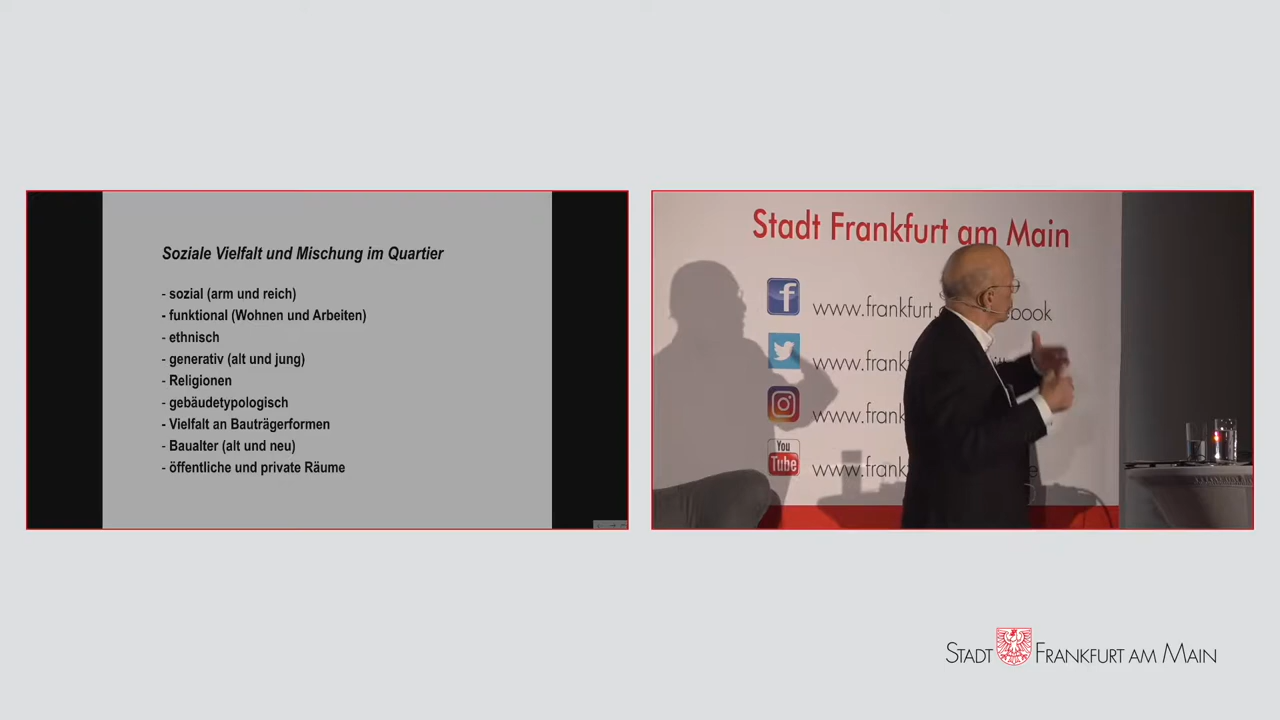 Soziale Vielfalt und Mischung im Quartier
- sozial (arm und reich)
- funktional (Wohnen und Arbeiten)
- ethnisch
- generativ (alt und jung)
- Religionen
- gebäudetypologisch
- Vielfalt an Bauträgerformen
- Baualter (alt und neu)
- öffentliche und private Räume
Stadt Frankfurt am Main
f
www.frankfurt. book
www.frank
www.frank
You
Tube
www.frank
STADT FRANKFURT AM MAIN